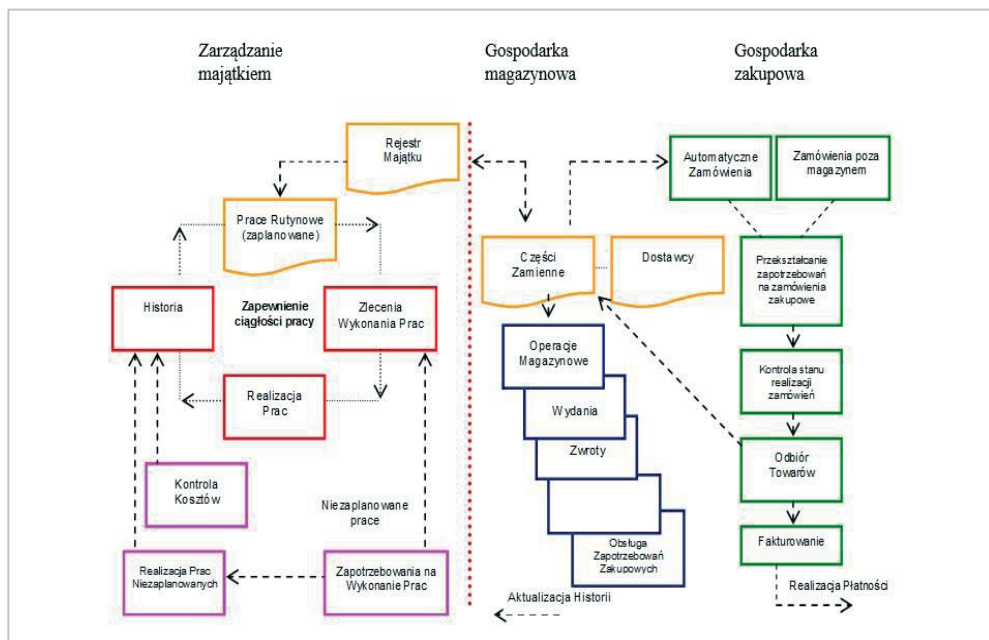 Zarządzanie
majątkiem
Gospodarka
magazynowa
Gospodarka
zakupowa
Rejestr
Majątku
Automatyczne
Zamówienia
Zamówienia poza
magazynem
Prace Rutynowe
(zaplanowane)
Części
Zamienne
Dostawcy
Przekształcanie
zapotrzebowań
na zamówienia
zakupowe
Historia
Zapewnienie
ciągłości pracy
Zlecenia
Wykonania Prac
Operacje
Magazynowe
Kontrola stanu
realizacji
zamówień
Realizacja
Prac
Wydania
Zwroty
Odbiór
Towarów
Kontrola
Kosztów
Niezaplanowane
prace
Obsługa
Zapotrzebowań
Zakupowych
Fakturowanie
Realizacja Prac
Niezaplanowanych
Zapotrzebowania na
Wykonanie Prac
Aktualizacja Historii
Realizacja Płatności